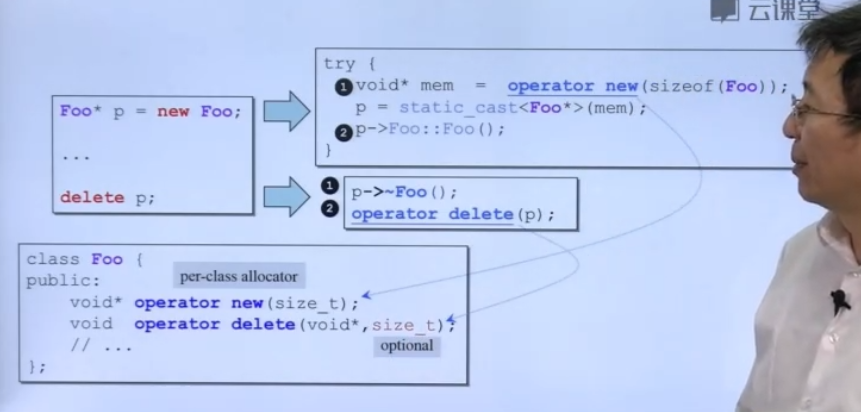 云课堂
try {
❶void* mem = operator new(sizeof(Foo));
p = static_cast<Foo*>(mem);
❷p->Foo::Foo();
}
Foo* p = new Foo;
...
delete p;
❶ p->~Foo();
❷ operator delete(p);
class Foo {
public:
per-class allocator
void* operator new(size_t);
void operator delete(void*,size_t);
// ...
optional
};